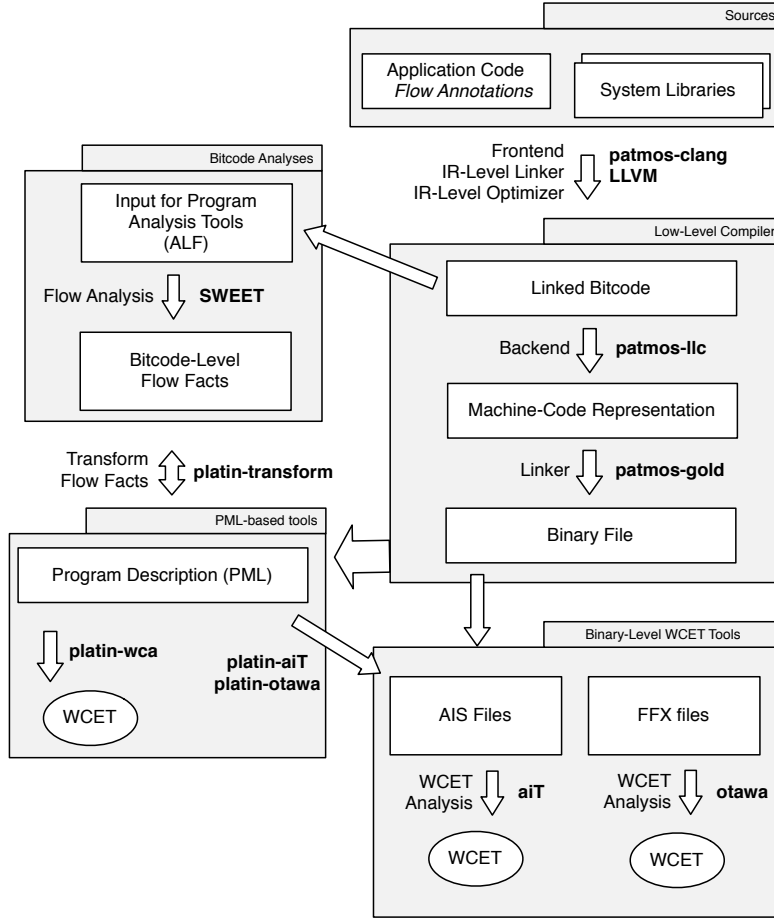 Sources
Application Code
Flow Annotations
System Libraries
Frontend
IR-Level Linker
IR-Level Optimizer
patmos-clang
LLVM
Bitcode Analyses
Input for Program
Analysis Tools
(ALF)
Flow Analysis
SWEET
Bitcode-Level
Flow Facts
Low-Level Compiler
Linked Bitcode
Backend
patmos-llc
Machine-Code Representation
Linker
patmos-gold
Binary File
Transform
Flow Facts
platin-transform
PML-based tools
Program Description (PML)
platin-wca
WCET
platin-aiT
platin-otawa
Binary-Level WCET Tools
AIS Files
FFX files
WCET
Analysis
aiT
WCET
Analysis
otawa
WCET
WCET